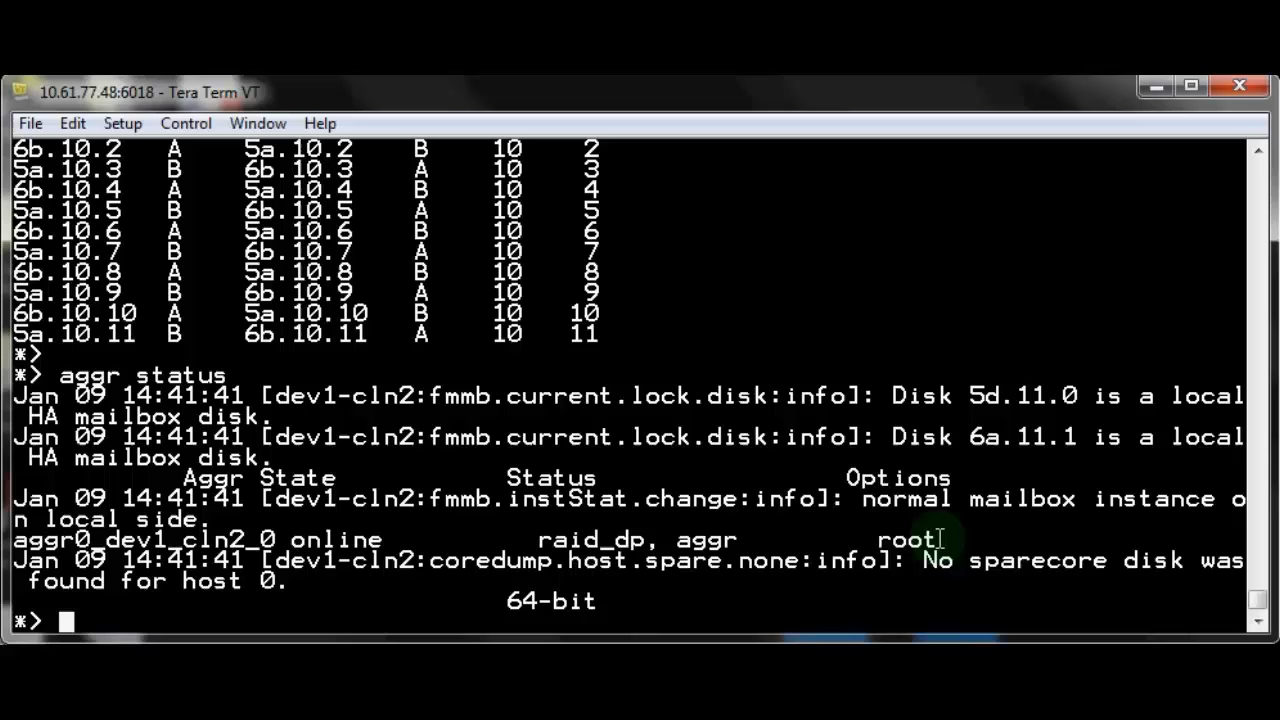 10.61.77.48:6018 - Tera Term VT
File Edit Setup Control Window Help
6b.10.2 A 5a.10.2 B 10 2
5a.10.3 B 6b.10.3 A 10 3
6b.10.4 A 5a.10.4 B 10 4
5a.10.5 B 6b.10.5 A 10 5
6b.10.6 A 5a.10.6 B 10 6
5a.10.7 B 6b.10.7 A 10 7
6b.10.8 A 5a.10.8 B 10 8
5a.10.9 B 6b.10.9 A 10 9
6b.10.10 A 5a.10.10 B 10 10
5a.10.11 B 6b.10.11 A 10 11
*>
*> aggr status
Jan 09 14:41:41 [dev1-cln2:fmmb.current.lock.disk:info]: Disk 5d.11.0 is a local
HA mailbox disk.
Jan 09 14:41:41 [dev1-cln2:fmmb.current.lock.disk:info]: Disk 6a.11.1 is a local
HA mailbox disk.
Aggr State Status Options
Jan 09 14:41:41 [dev1-cln2:fmmb.instStat.change:info]: normal mailbox instance o
n local side.
aggr0_dev1_cln2_0 online raid_dp, aggr root
Jan 09 14:41:41 [dev1-cln2:coredump.host.spare.none:info]: No sparecore disk was
found for host 0.
64-bit
*>